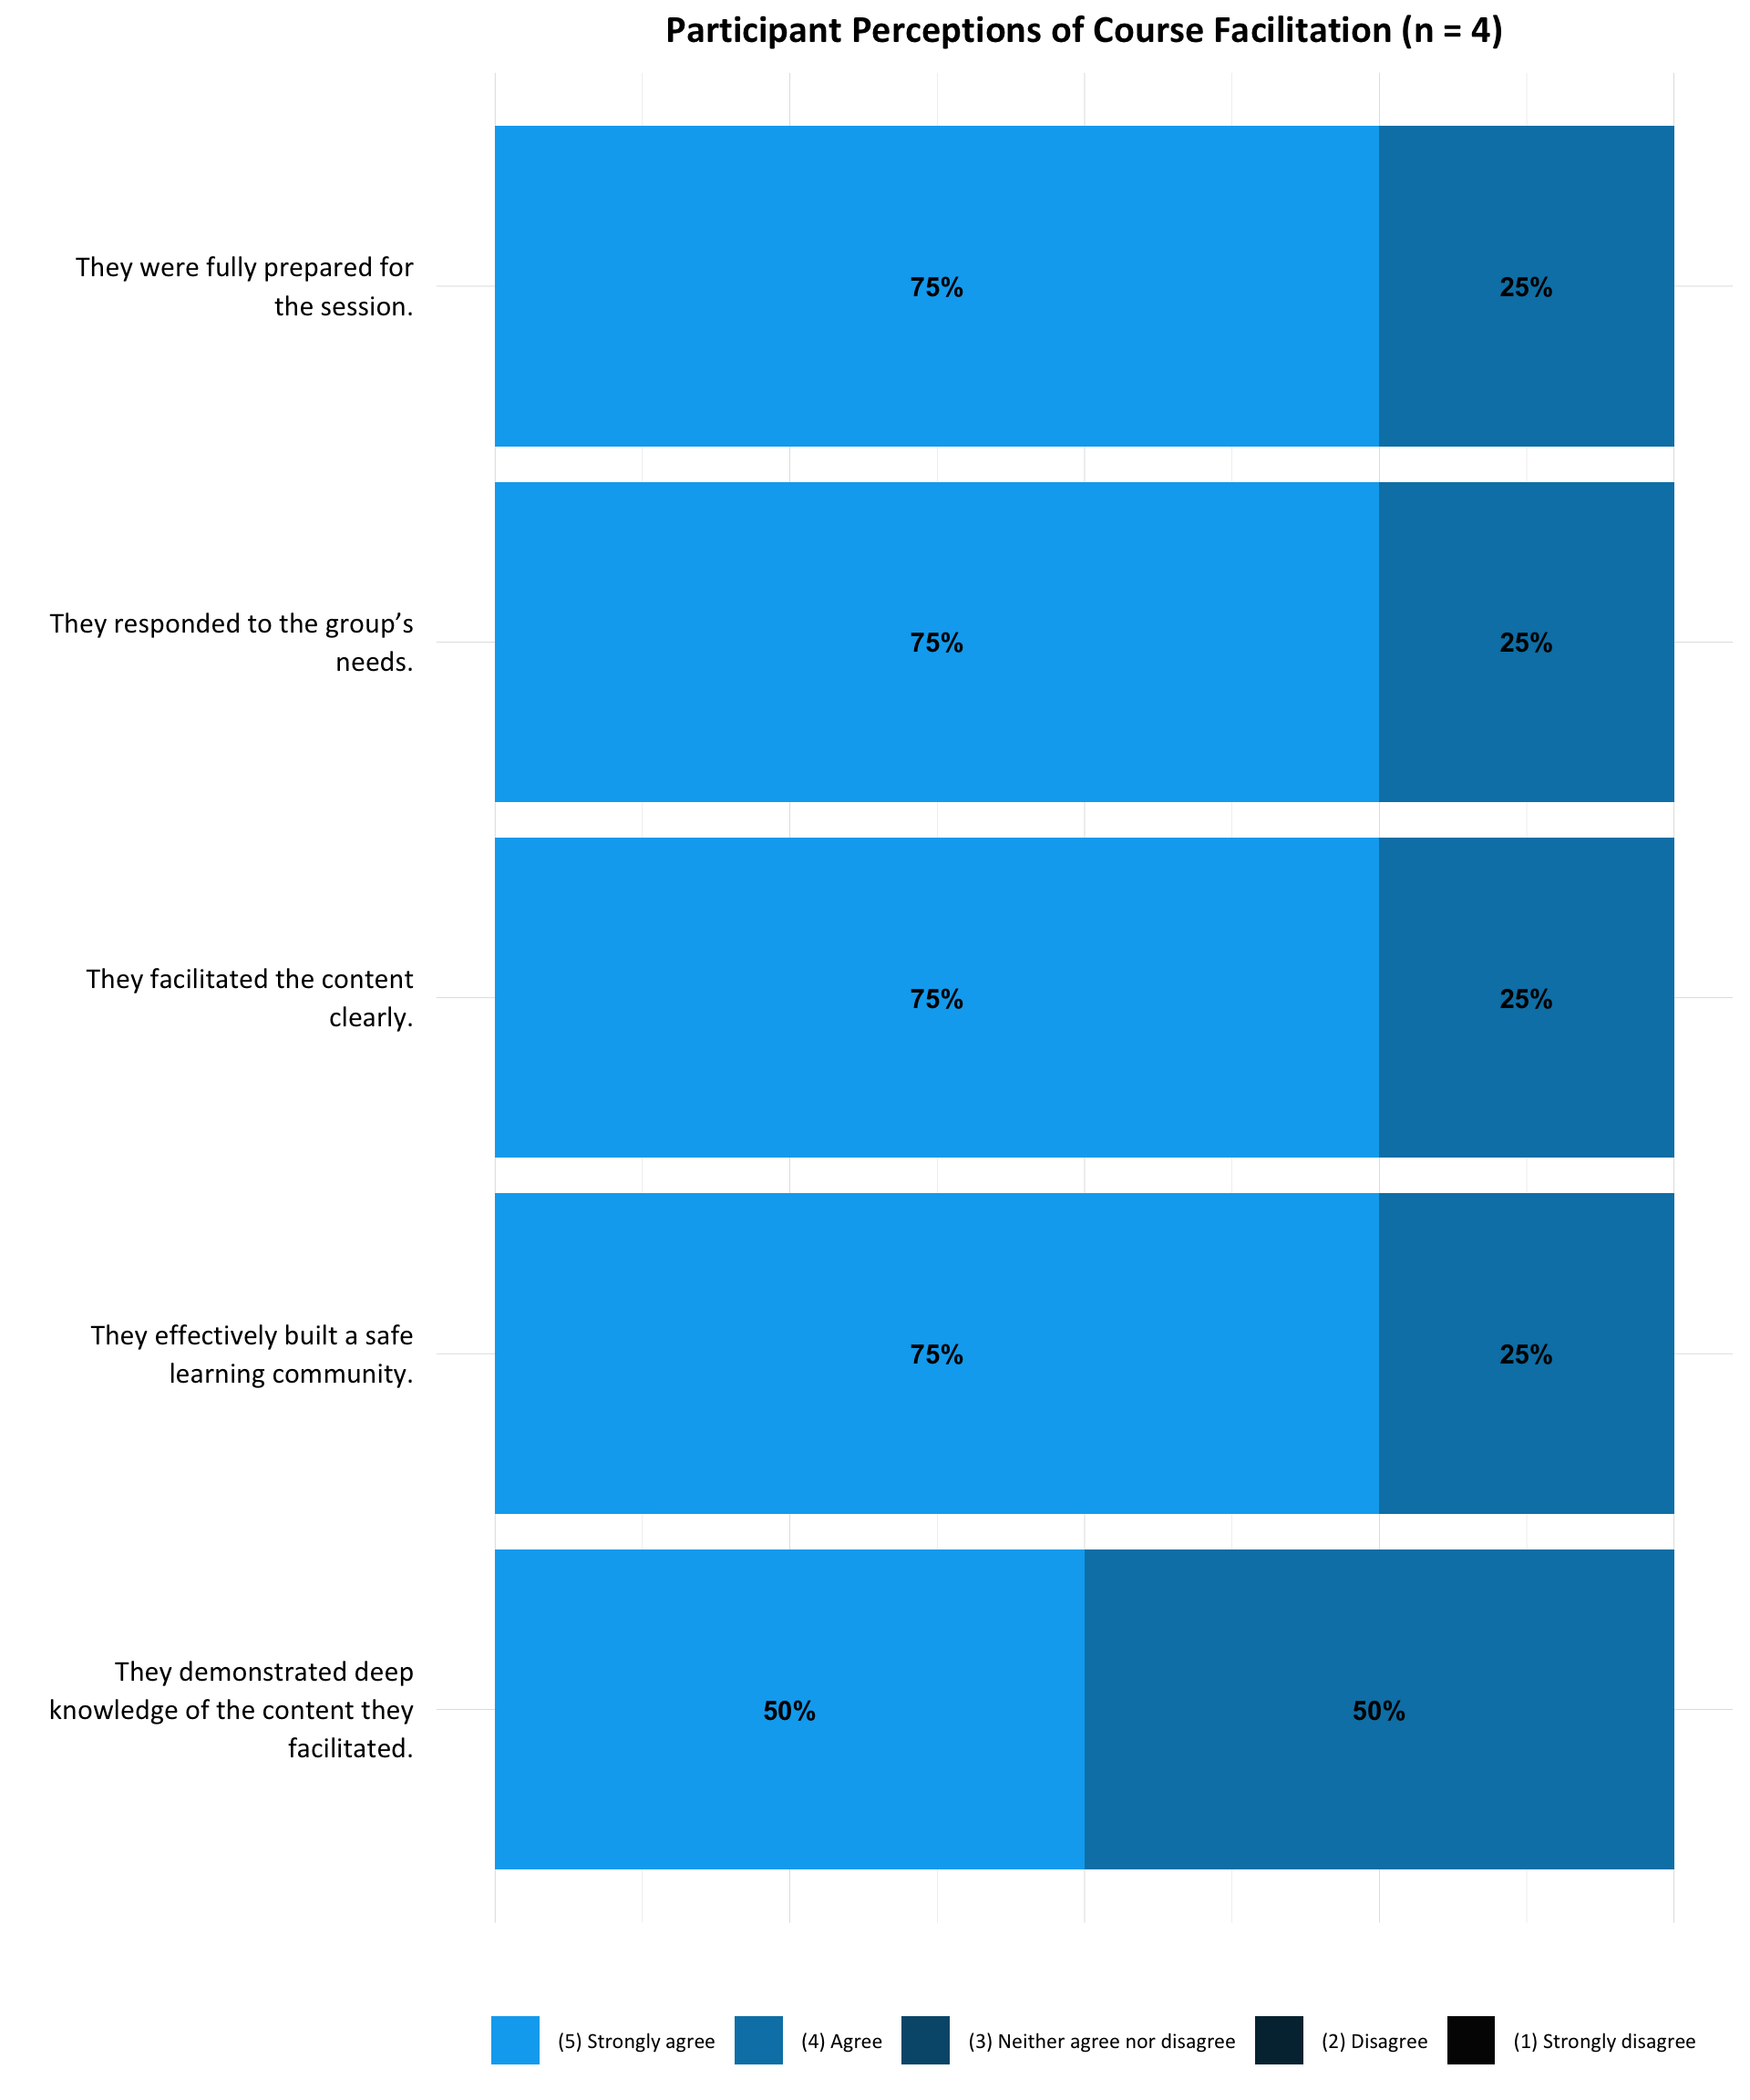 Participant Perceptions of Course Facilitation (n = 4)
They were fully prepared for
the session.
75%
25%
They responded to the group’s
needs.
75%
25%
They facilitated the content
clearly.
75%
25%
They effectively built a safe
learning community.
75%
25%
They demonstrated deep
knowledge of the content they
facilitated.
50%
50%
(5) Strongly agree
(4) Agree
(3) Neither agree nor disagree
(2) Disagree
(1) Strongly disagree